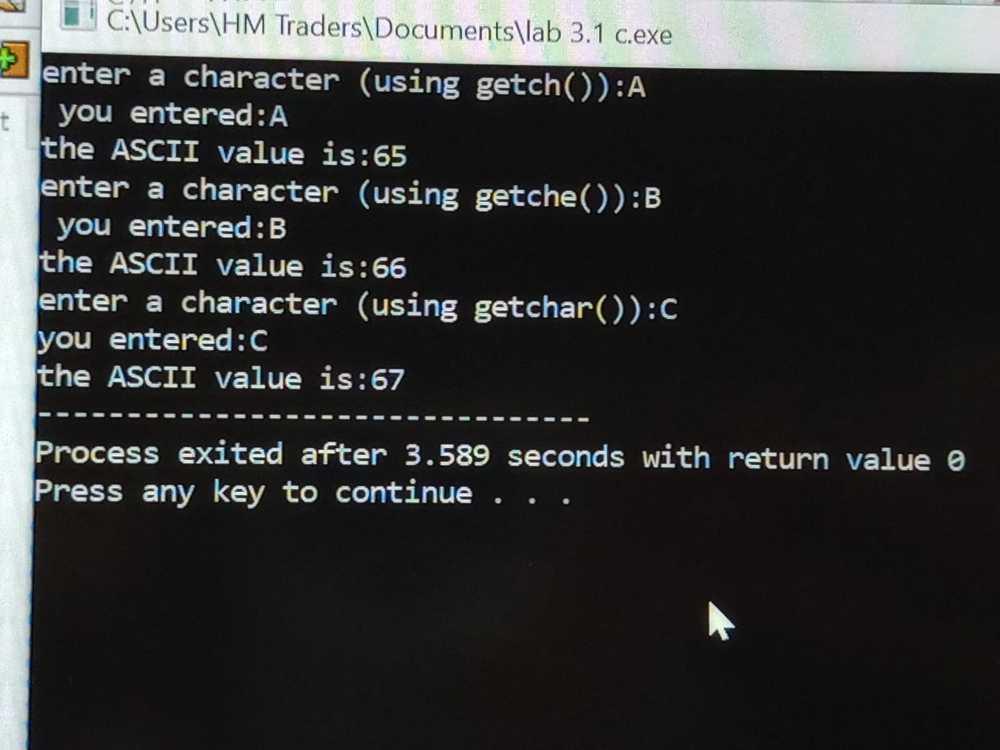 C:\Users\HM Traders\Documents\lab 3.1 c.exe
enter a character (using getch()):A
you entered:A
the ASCII value is:65
enter a character (using getche()):B
you entered:B
the ASCII value is:66
enter a character (using getchar()):C
you entered:C
the ASCII value is:67
--------------------------------
Process exited after 3.589 seconds with return value 0
Press any key to continue . . .
t